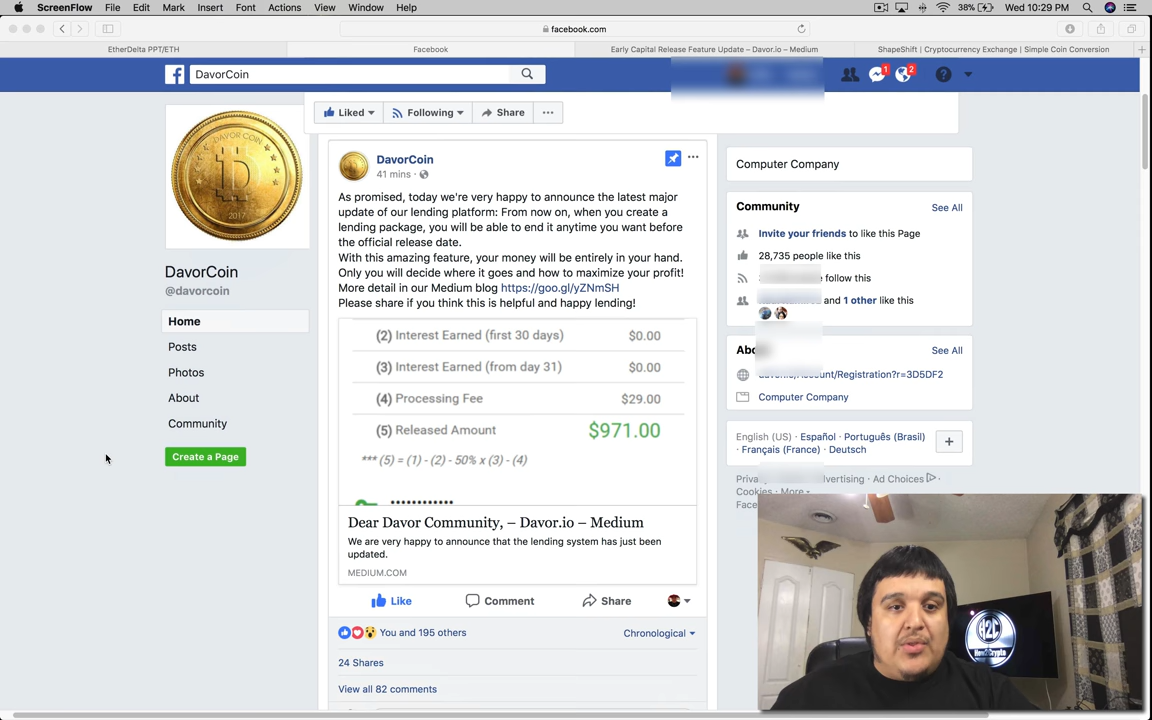 ScreenFlow File Edit Mark Insert Font Actions View Window Help 38% Wed 10:29 PM
facebook.com
EtherDelta PPT/ETH Facebook Early Capital Release Feature Update – Davor.io – Medium ShapeShift | Cryptocurrency Exchange | Simple Coin Conversion
DavorCoin 1 2
Liked Following Share
DAVOR COIN
2017
DavorCoin
@davorcoin
Home
Posts
Photos
About
Community
Create a Page
DavorCoin
41 mins ·
As promised, today we're very happy to announce the latest major
update of our lending platform: From now on, when you create a
lending package, you will be able to end it anytime you want before
the official release date.
With this amazing feature, your money will be entirely in your hand.
Only you will decide where it goes and how to maximize your profit!
More detail in our Medium blog https://goo.gl/yZNmSH
Please share if you think this is helpful and happy lending!
(2) Interest Earned (first 30 days) $0.00
(3) Interest Earned (from day 31) $0.00
(4) Processing Fee $29.00
(5) Released Amount $971.00
*** (5) = (1) - (2) - 50% x (3) - (4)
Dear Davor Community, – Davor.io – Medium
We are very happy to announce that the lending system has just been
updated.
MEDIUM.COM
Like Comment Share
You and 195 others Chronological
24 Shares
View all 82 comments
Computer Company
Community See All
Invite your friends to like this Page
28,735 people like this
follow this
and 1 other like this
See All
davor.io/Account/Registration?r=3D5DF2
Computer Company
English (US) · Español · Português (Brasil) ·
Français (France) · Deutsch
Ad Choices
Cookies · More
H2C